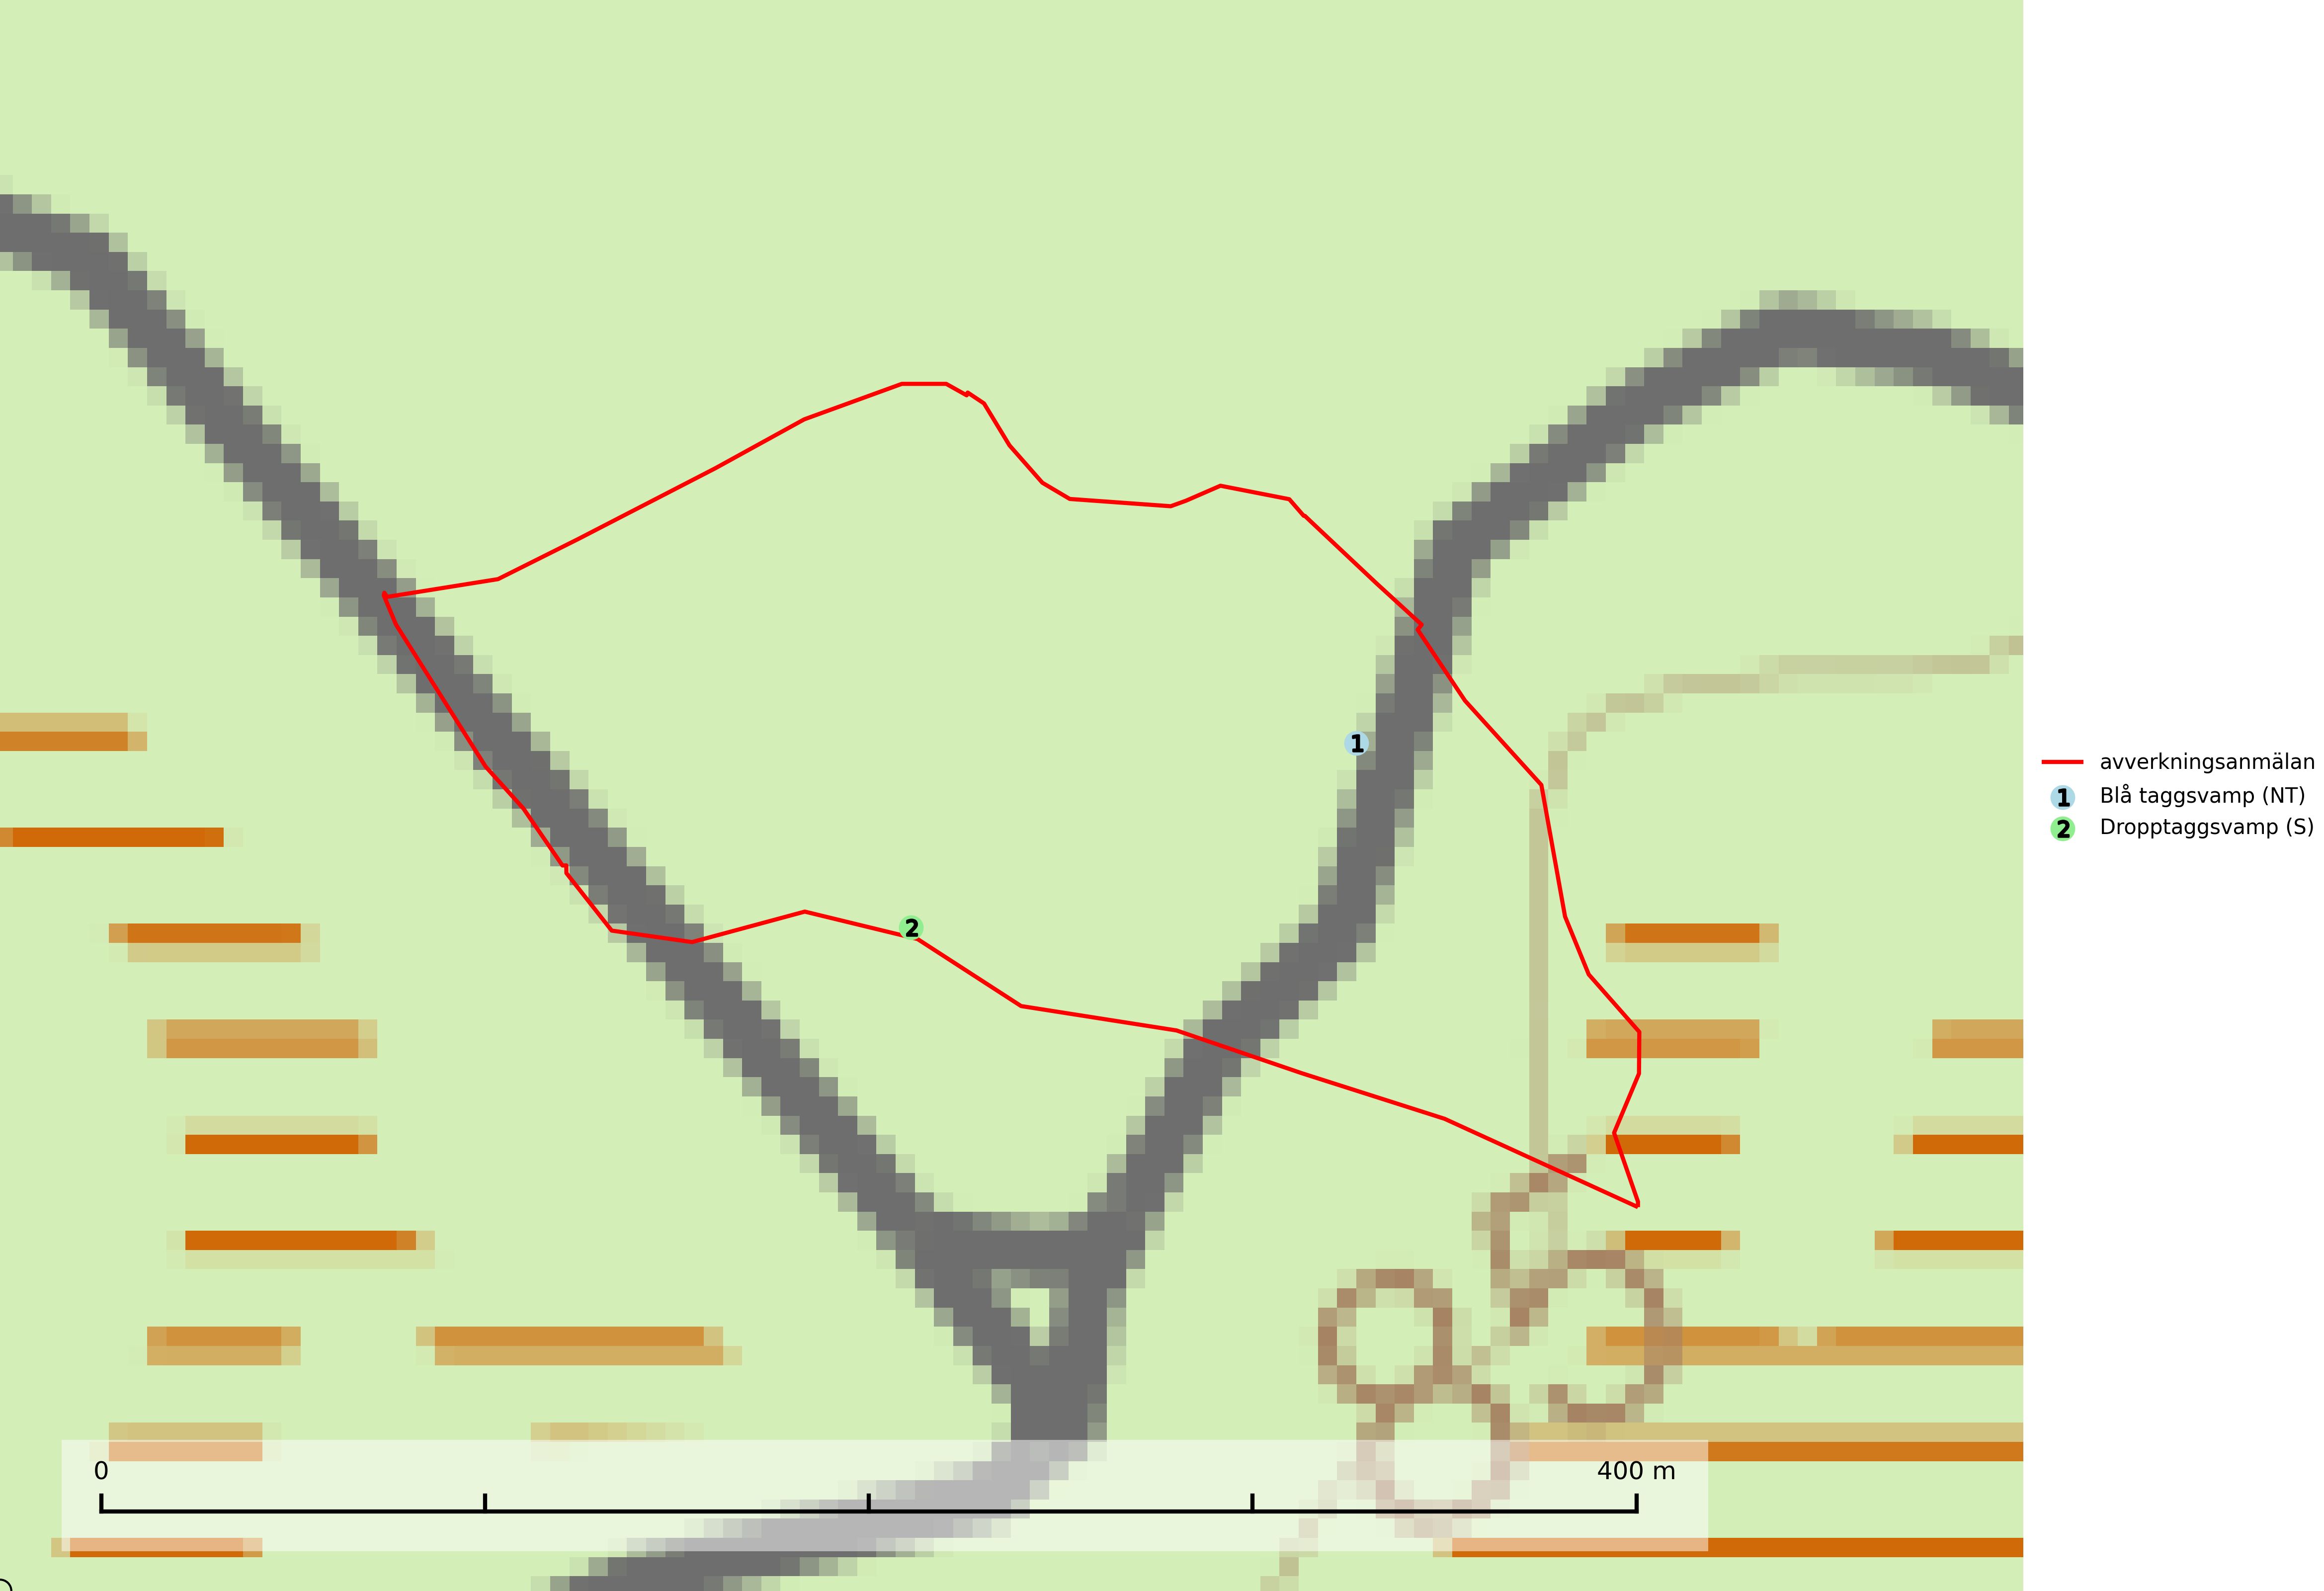 1
2
avverkningsanmälan
1 Blå taggsvamp (NT)
2 Dropptaggsvamp (S)
0 400 m